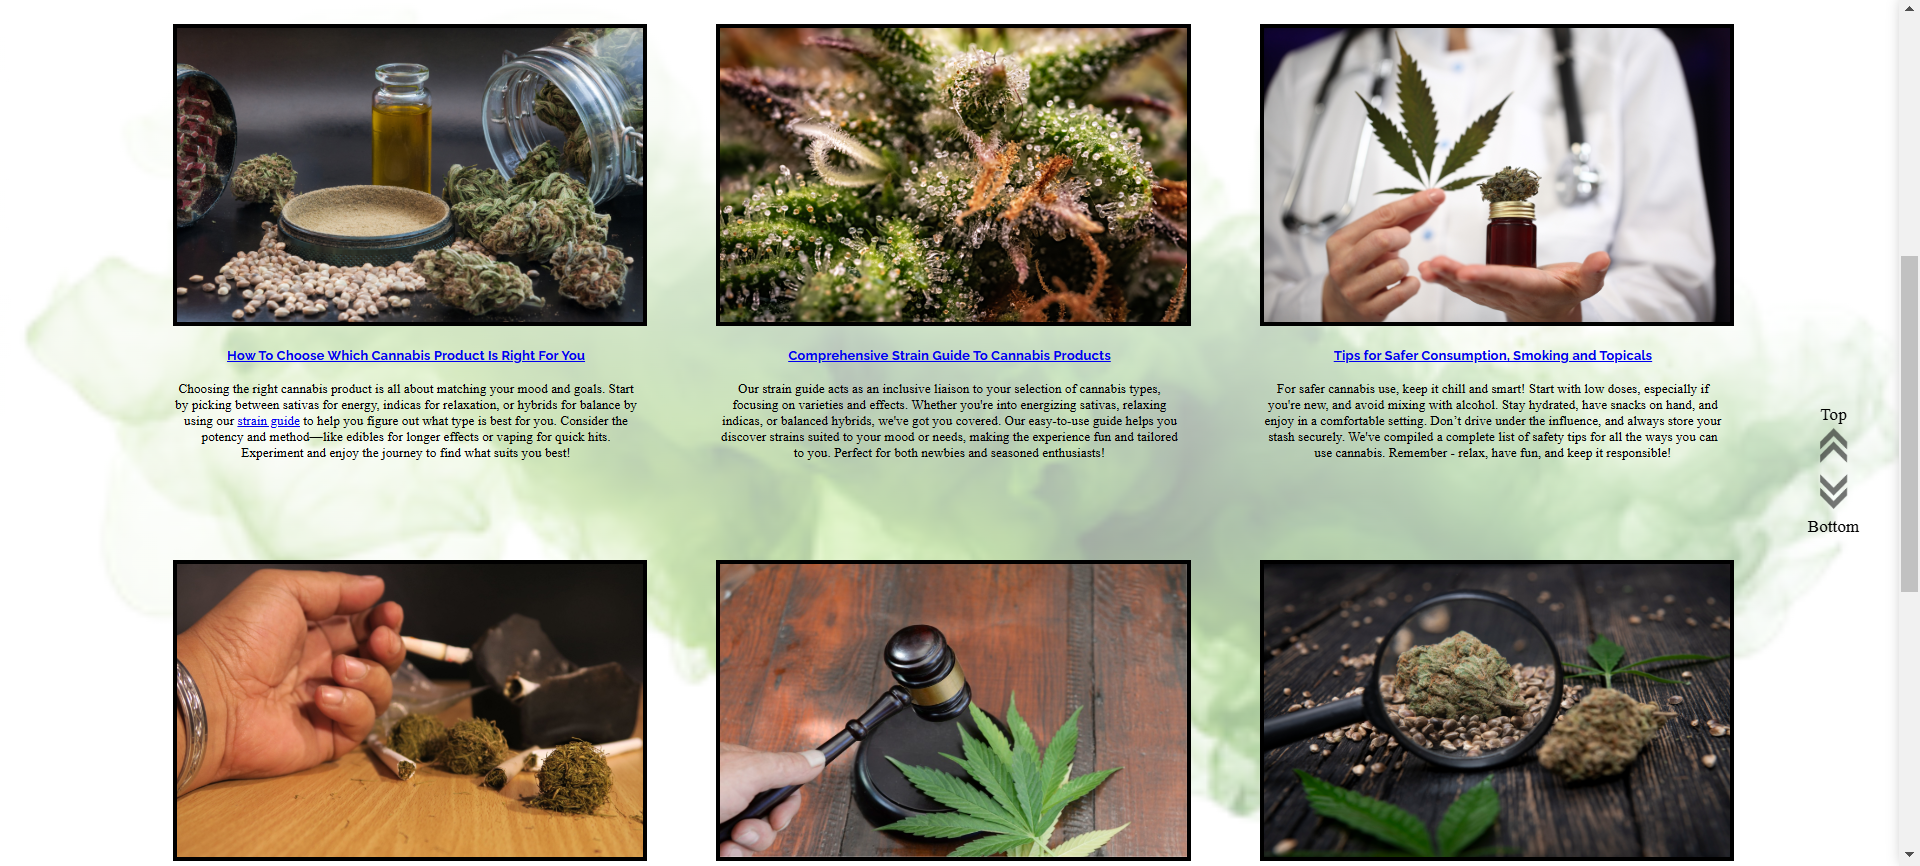 How To Choose Which Cannabis Product Is Right For You
Choosing the right cannabis product is all about matching your mood and goals. Start
by picking between sativas for energy, indicas for relaxation, or hybrids for balance by
using our strain guide to help you figure out what type is best for you. Consider the
potency and method—like edibles for longer effects or vaping for quick hits.
Experiment and enjoy the journey to find what suits you best!
Comprehensive Strain Guide To Cannabis Products
Our strain guide acts as an inclusive liaison to your selection of cannabis types,
focusing on varieties and effects. Whether you're into energizing sativas, relaxing
indicas, or balanced hybrids, we've got you covered. Our easy-to-use guide helps you
discover strains suited to your mood or needs, making the experience fun and tailored
to you. Perfect for both newbies and seasoned enthusiasts!
Tips for Safer Consumption, Smoking and Topicals
For safer cannabis use, keep it chill and smart! Start with low doses, especially if
you're new, and avoid mixing with alcohol. Stay hydrated, have snacks on hand, and
enjoy in a comfortable setting. Don’t drive under the influence, and always store your
stash securely. We've compiled a complete list of safety tips for all the ways you can
use cannabis. Remember - relax, have fun, and keep it responsible!
Top
Bottom